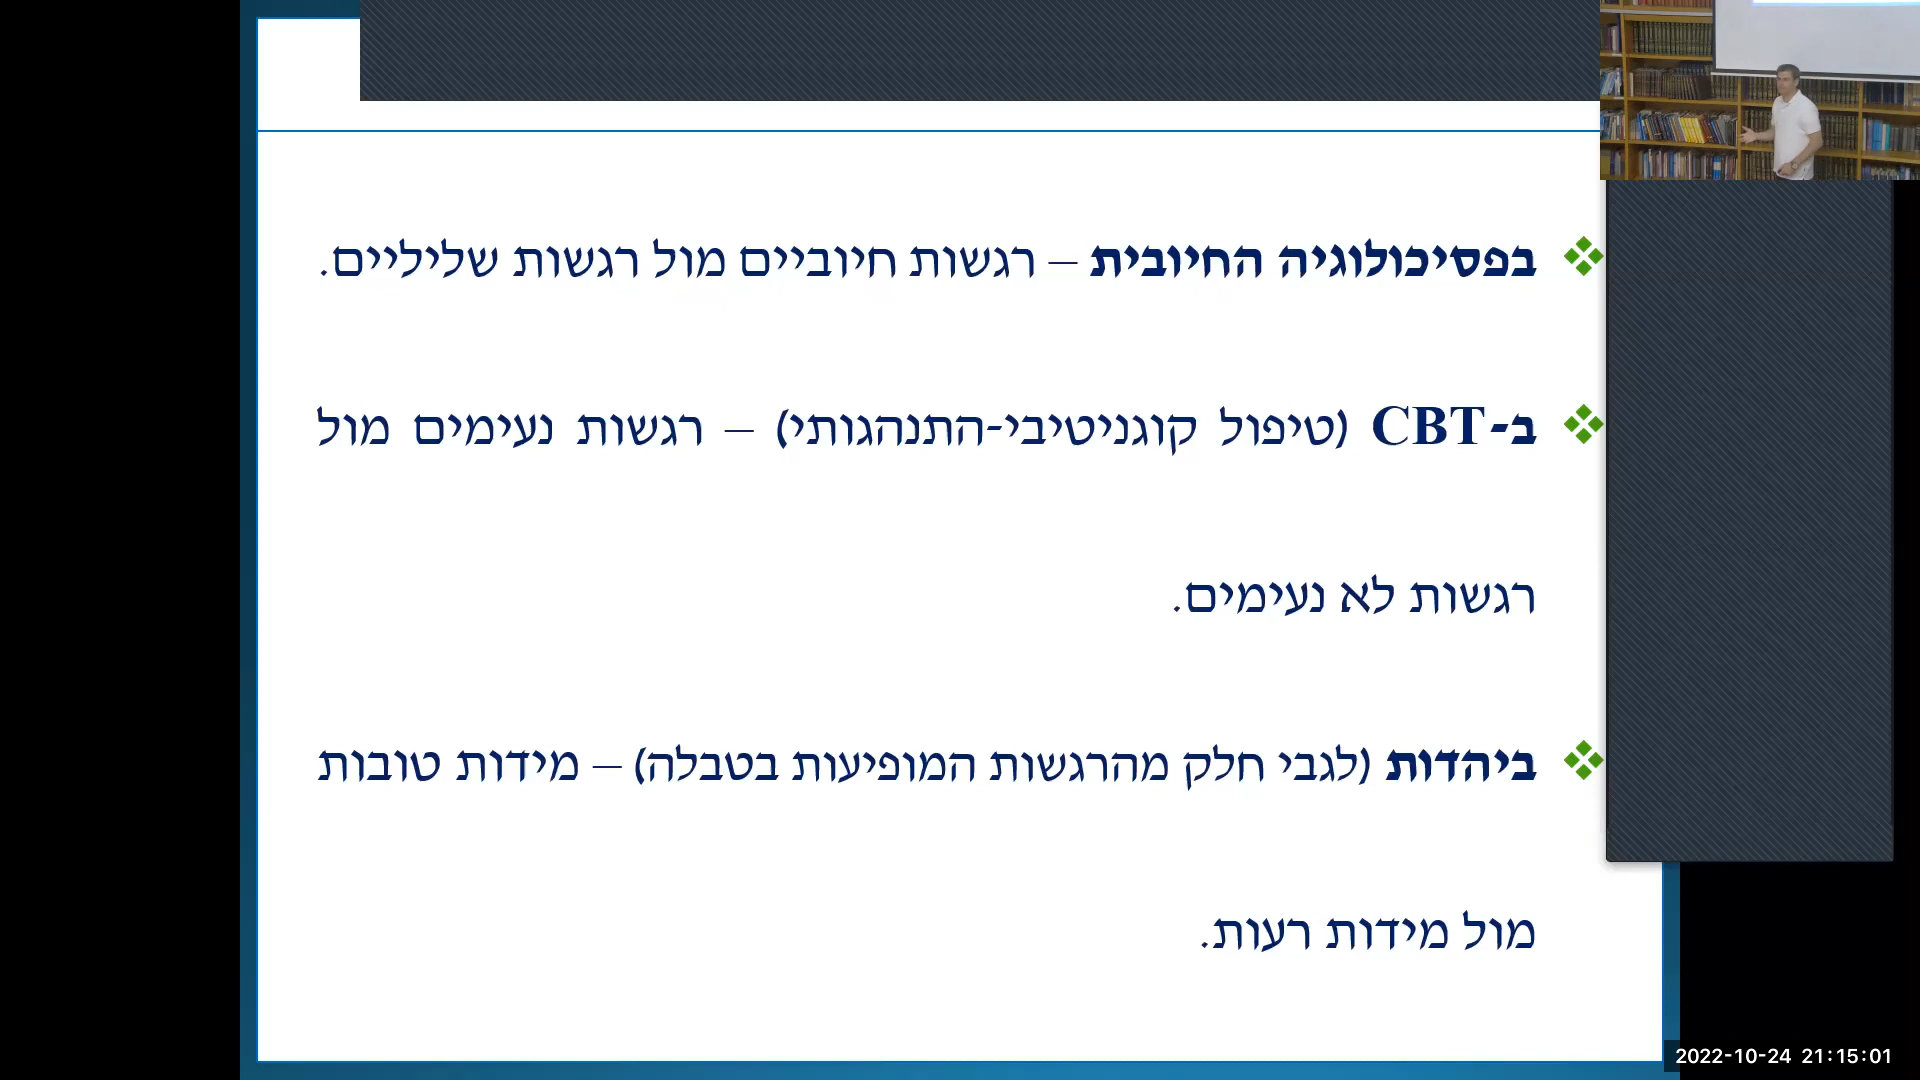 בפסיכולוגיה החיובית – רגשות חיוביים מול רגשות שליליים.
ב-CBT (טיפול קוגניטיבי-התנהגותי) – רגשות נעימים מול
רגשות לא נעימים.
ביהדות (לגבי חלק מהרגשות המופיעות בטבלה) – מידות טובות
מול מידות רעות.
2022-10-24 21:15:01